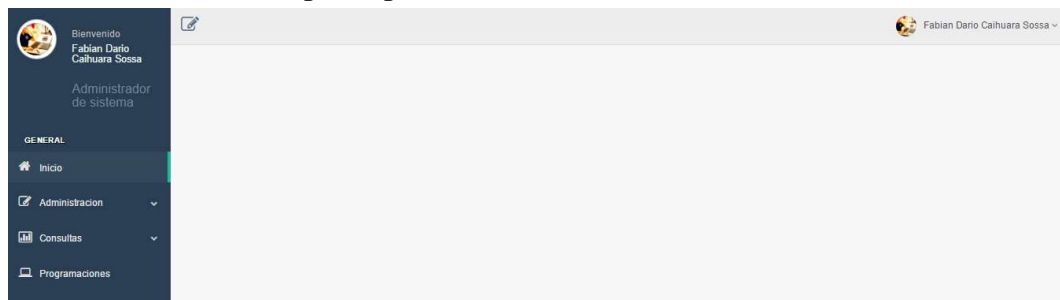 Bienvenido
Fabian Dario
Caihuara Sossa
Administrador
de sistema
GENERAL
Inicio
Administracion
Consultas
Programaciones
Fabian Dario Caihuara Sossa